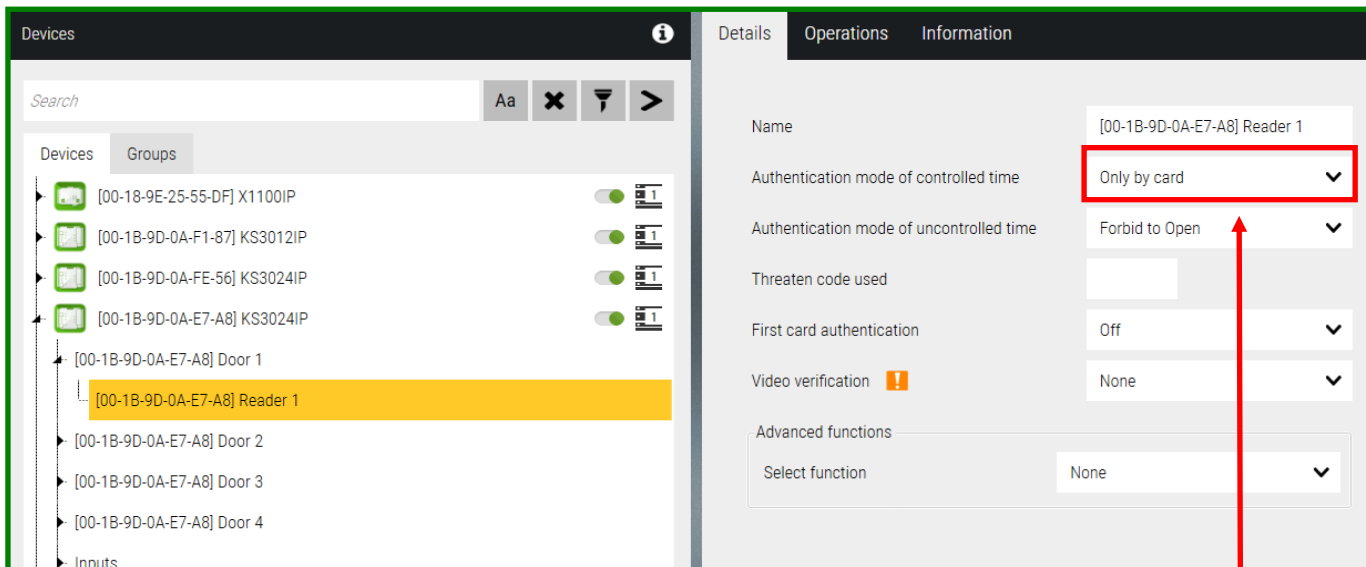 Devices
Search
Aa
Devices Groups
[00-18-9E-25-55-DF] X1100IP 1
[00-1B-9D-0A-F1-87] KS3012IP 1
[00-1B-9D-0A-FE-56] KS3024IP 1
[00-1B-9D-0A-E7-A8] KS3024IP 1
[00-1B-9D-0A-E7-A8] Door 1
[00-1B-9D-0A-E7-A8] Reader 1
[00-1B-9D-0A-E7-A8] Door 2
[00-1B-9D-0A-E7-A8] Door 3
[00-1B-9D-0A-E7-A8] Door 4
Inputs
Details Operations Information
Name [00-1B-9D-0A-E7-A8] Reader 1
Authentication mode of controlled time Only by card
Authentication mode of uncontrolled time Forbid to Open
Threaten code used
First card authentication Off
Video verification ! None
Advanced functions
Select function None